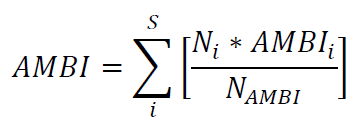 AMBI = \sum_{i}^{S} \left[ \frac{N_i * AMBI_i}{N_{AMBI}} \right]